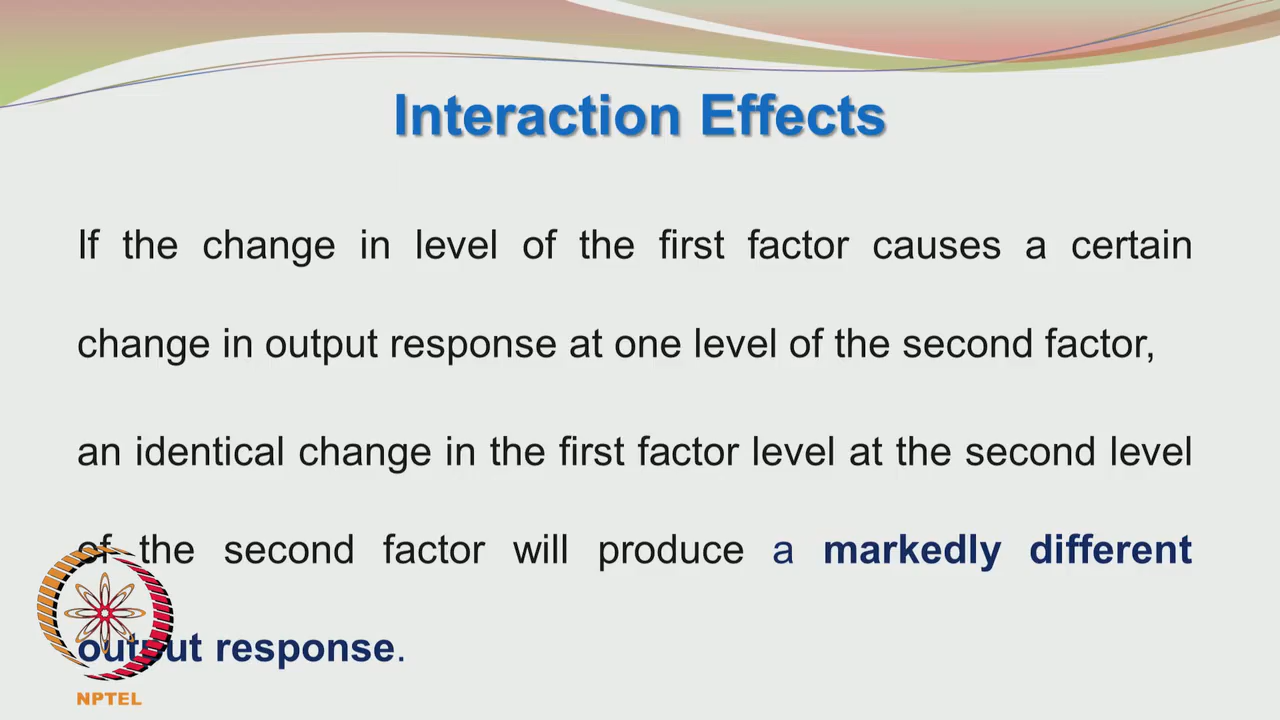 Interaction Effects
If the change in level of the first factor causes a certain
change in output response at one level of the second factor,
an identical change in the first factor level at the second level
of the second factor will produce a markedly different
output response.
NPTEL